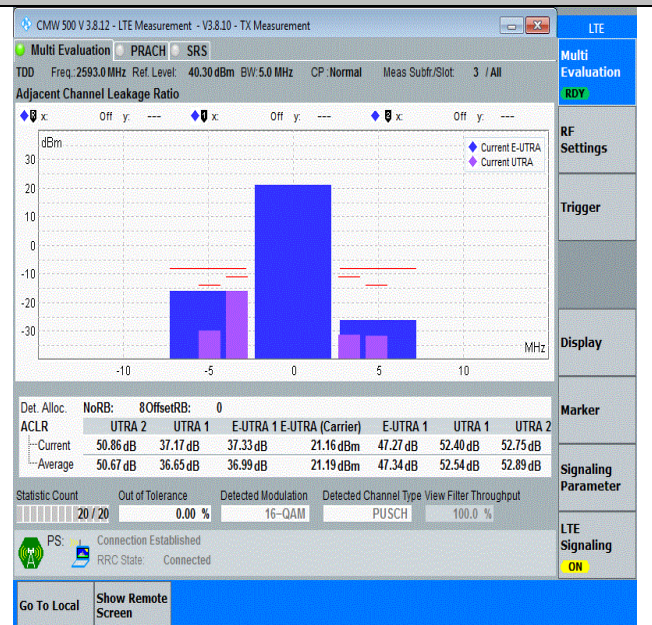 CMW 500 V 3.8.12 - LTE Measurement - V3.8.10 - TX Measurement
LTE
Multi Evaluation PRACH SRS
Multi
Evaluation
RDY
TDD Freq.:2593.0 MHz Ref. Level: 40.30 dBm BW:5.0 MHz CP :Normal Meas Subfr./Slot: 3 / All
Adjacent Channel Leakage Ratio
x: Off y: --- x: Off y: --- x: Off y: ---
dBm
Current E-UTRA
Current UTRA
RF
Settings
30
20
10
0
-10
-20
-30
MHz
-10 -5 0 5 10
Trigger
Display
Marker
Signaling
Parameter
LTE
Signaling
ON
Det. Alloc. NoRB: 8 OffsetRB: 0
ACLR UTRA 2 UTRA 1 E-UTRA 1 E-UTRA (Carrier) E-UTRA 1 UTRA 1 UTRA 2
Current 50.86 dB 37.17 dB 37.33 dB 21.16 dBm 47.27 dB 52.40 dB 52.75 dB
Average 50.67 dB 36.65 dB 36.99 dB 21.19 dBm 47.34 dB 52.54 dB 52.89 dB
Statistic Count Out of Tolerance Detected Modulation Detected Channel Type View Filter Throughput
20 / 20 0.00 % 16-QAM PUSCH 100.0 %
PS: Connection Established
RRC State: Connected
Go To Local
Show Remote
Screen